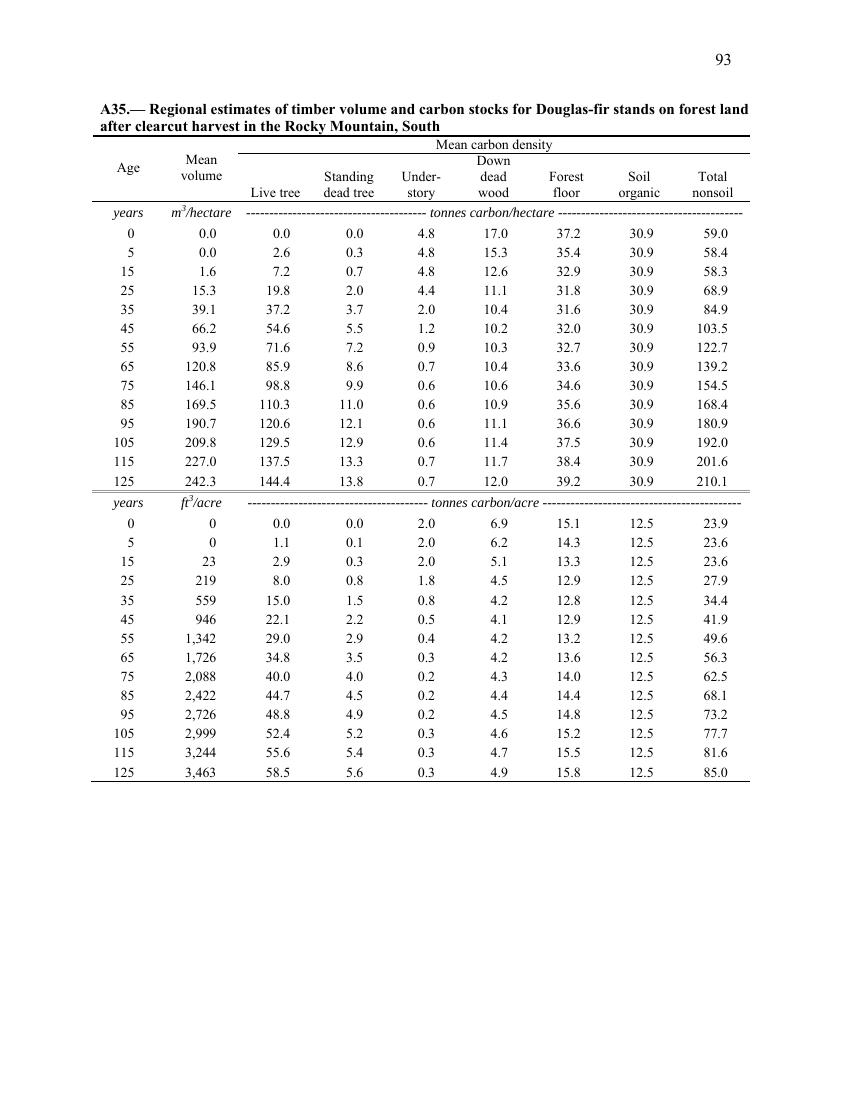 93
A35.— Regional estimates of timber volume and carbon stocks for Douglas-fir stands on forest land
after clearcut harvest in the Rocky Mountain, South
Mean carbon density
Age Mean volume Live tree Standing dead tree Under-story Down dead wood Forest floor Soil organic Total nonsoil
years m³/hectare --------------------------------------- tonnes carbon/hectare ----------------------------------------
0 0.0 0.0 0.0 4.8 17.0 37.2 30.9 59.0
5 0.0 2.6 0.3 4.8 15.3 35.4 30.9 58.4
15 1.6 7.2 0.7 4.8 12.6 32.9 30.9 58.3
25 15.3 19.8 2.0 4.4 11.1 31.8 30.9 68.9
35 39.1 37.2 3.7 2.0 10.4 31.6 30.9 84.9
45 66.2 54.6 5.5 1.2 10.2 32.0 30.9 103.5
55 93.9 71.6 7.2 0.9 10.3 32.7 30.9 122.7
65 120.8 85.9 8.6 0.7 10.4 33.6 30.9 139.2
75 146.1 98.8 9.9 0.6 10.6 34.6 30.9 154.5
85 169.5 110.3 11.0 0.6 10.9 35.6 30.9 168.4
95 190.7 120.6 12.1 0.6 11.1 36.6 30.9 180.9
105 209.8 129.5 12.9 0.6 11.4 37.5 30.9 192.0
115 227.0 137.5 13.3 0.7 11.7 38.4 30.9 201.6
125 242.3 144.4 13.8 0.7 12.0 39.2 30.9 210.1
years ft³/acre --------------------------------------- tonnes carbon/acre -------------------------------------------
0 0 0.0 0.0 2.0 6.9 15.1 12.5 23.9
5 0 1.1 0.1 2.0 6.2 14.3 12.5 23.6
15 23 2.9 0.3 2.0 5.1 13.3 12.5 23.6
25 219 8.0 0.8 1.8 4.5 12.9 12.5 27.9
35 559 15.0 1.5 0.8 4.2 12.8 12.5 34.4
45 946 22.1 2.2 0.5 4.1 12.9 12.5 41.9
55 1,342 29.0 2.9 0.4 4.2 13.2 12.5 49.6
65 1,726 34.8 3.5 0.3 4.2 13.6 12.5 56.3
75 2,088 40.0 4.0 0.2 4.3 14.0 12.5 62.5
85 2,422 44.7 4.5 0.2 4.4 14.4 12.5 68.1
95 2,726 48.8 4.9 0.2 4.5 14.8 12.5 73.2
105 2,999 52.4 5.2 0.3 4.6 15.2 12.5 77.7
115 3,244 55.6 5.4 0.3 4.7 15.5 12.5 81.6
125 3,463 58.5 5.6 0.3 4.9 15.8 12.5 85.0